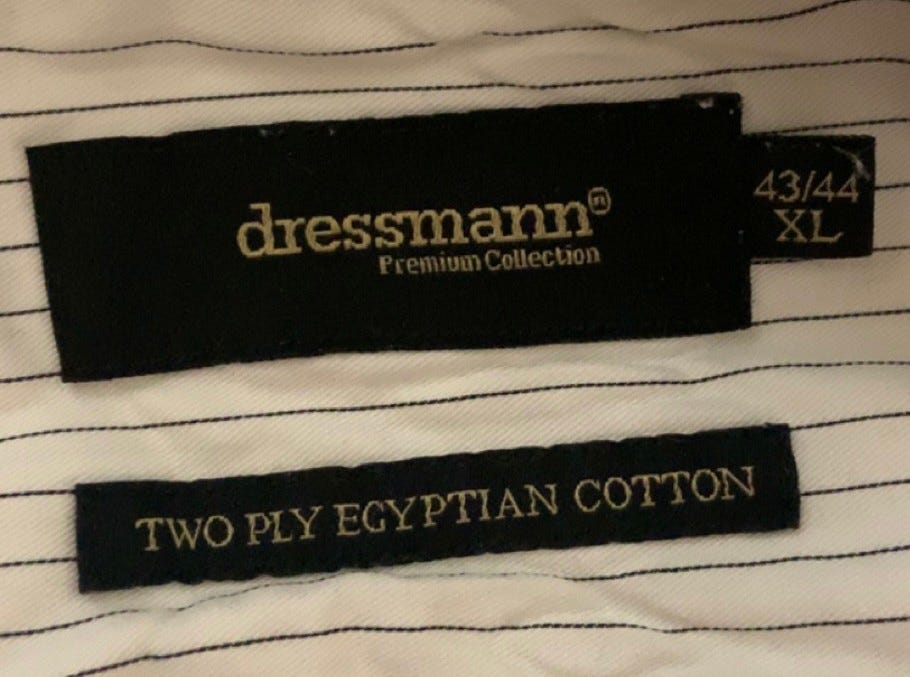 dressmann®
Premium Collection
43/44
XL
TWO PLY EGYPTIAN COTTON